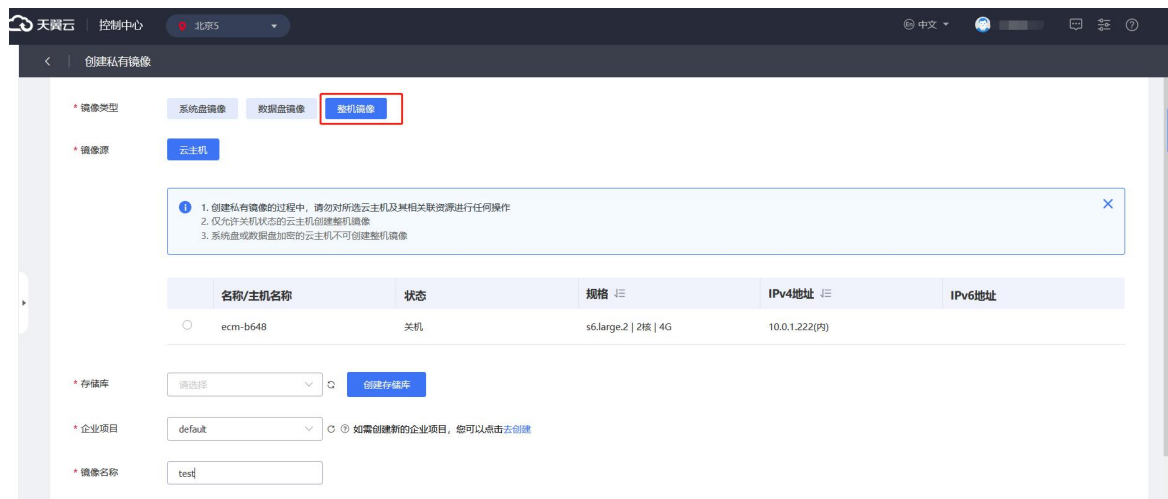 天翼云 控制中心 北京5 中文
创建私有镜像
* 镜像类型 系统盘镜像 数据盘镜像 整机镜像
* 镜像源 云主机
1. 创建私有镜像的过程中，请勿对所选云主机及其相关联资源进行任何操作
2. 仅允许关机状态的云主机创建整机镜像
3. 系统盘或数据盘加密的云主机不可创建整机镜像
名称/主机名称 状态 规格 IPv4地址 IPv6地址
ecm-b648 关机 s6.large.2 | 2核 | 4G 10.0.1.222(内)
* 存储库 请选择 创建存储库
* 企业项目 default 如需创建新的企业项目，您可以点击去创建
* 镜像名称 test